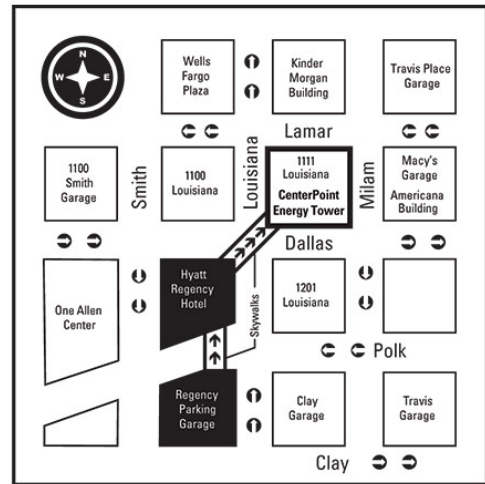 N
W E
S
Wells
Fargo
Plaza
Kinder
Morgan
Building
Travis Place
Garage
Lamar
1100
Smith
Garage
Smith
1100
Louisiana
Louisiana
1111
Louisiana
CenterPoint
Energy Tower
Milam
Macy's
Garage
Americana
Building
Dallas
One Allen
Center
Hyatt
Regency
Hotel
Skywalks
1201
Louisiana
Polk
Regency
Parking
Garage
Clay
Garage
Travis
Garage
Clay